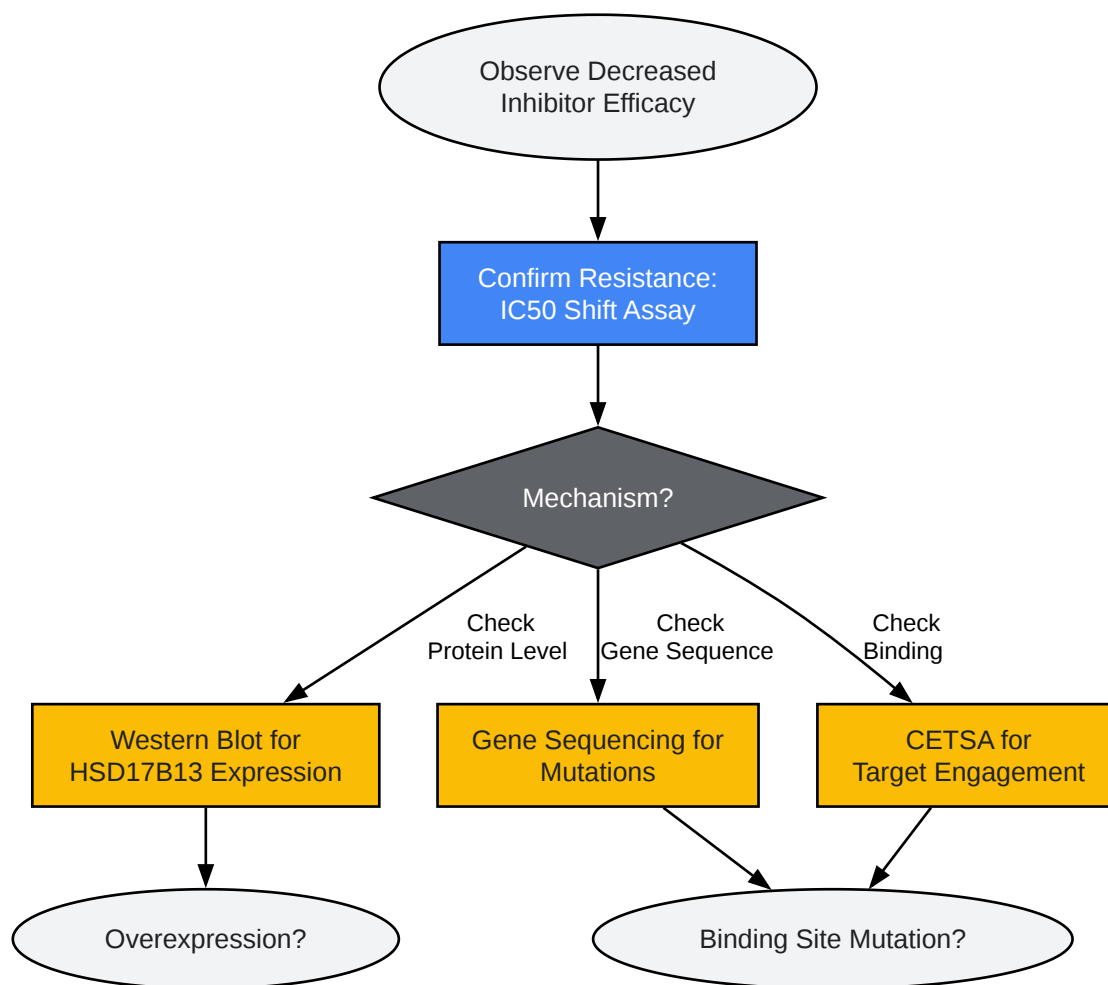 Observe Decreased
Inhibitor Efficacy
Confirm Resistance:
IC50 Shift Assay
Mechanism?
Check
Protein Level
Check
Gene Sequence
Check
Binding
Western Blot for
HSD17B13 Expression
Gene Sequencing for
Mutations
CETSA for
Target Engagement
Overexpression?
Binding Site Mutation?